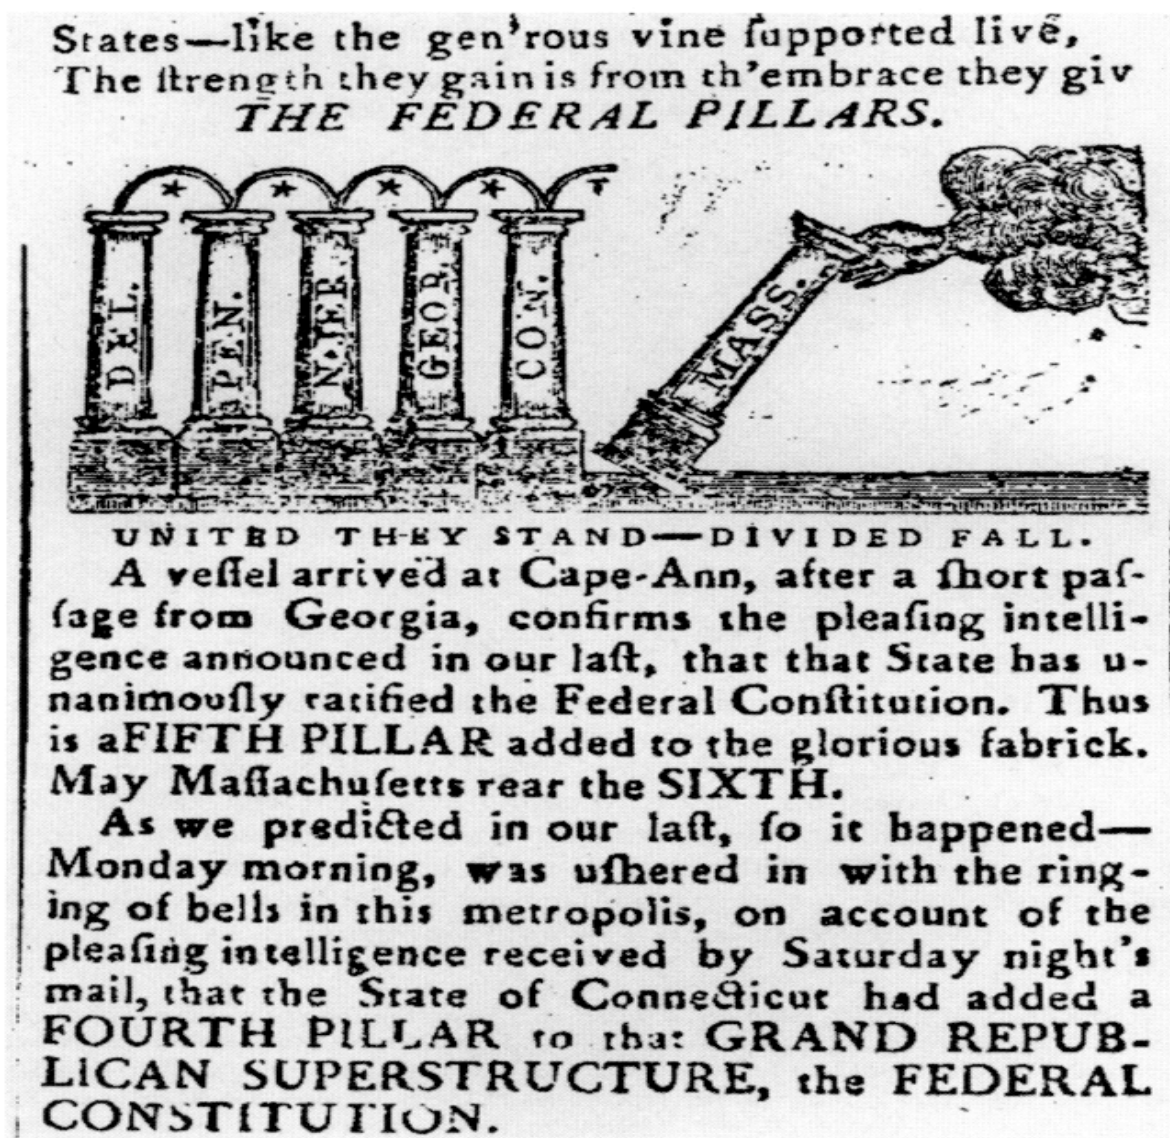 States—like the gen'rous vine ſupported live,
The ſtrength they gain is from th'embrace they giv
THE FEDERAL PILLARS.
DEL.
PEN.
N.JE
GEOR
CON.
MASS.
UNITED THEY STAND—DIVIDED FALL.
A veſſel arrived at Cape-Ann, after a ſhort paſ-
ſage from Georgia, confirms the pleaſing intelli-
gence announced in our laſt, that that State has u-
nanimouſly ratified the Federal Conſtitution. Thus
is a FIFTH PILLAR added to the glorious fabrick.
May Maſſachuſetts rear the SIXTH.
As we predicted in our laſt, ſo it happened—
Monday morning, was uſhered in with the ring-
ing of bells in this metropolis, on account of the
pleaſing intelligence received by Saturday night's
mail, that the State of Connecticut had added a
FOURTH PILLAR to that GRAND REPUB-
LICAN SUPERSTRUCTURE, the FEDERAL
CONSTITUTION.